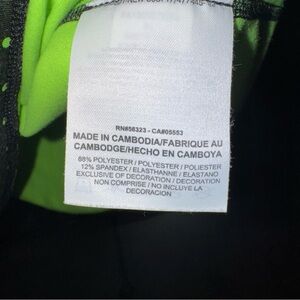 RN#56323 - CA#05553
MADE IN CAMBODIA/FABRIQUE AU
CAMBODGE/HECHO EN CAMBOYA
88% POLYESTER / POLYESTER / POLIESTER
12% SPANDEX / ELASTHANNE / ELASTANO
EXCLUSIVE OF DECORATION / DECORATION
NON COMPRISE / NO INCLUYE LA
DECORACION